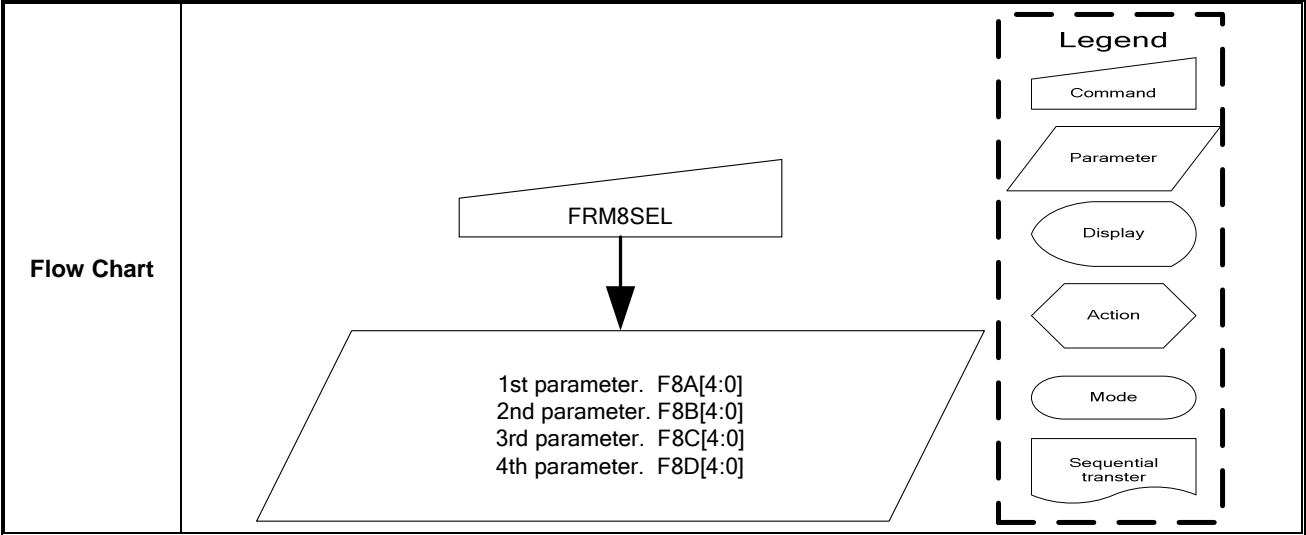 Flow Chart
FRM8SEL
1st parameter. F8A[4:0]
2nd parameter. F8B[4:0]
3rd parameter. F8C[4:0]
4th parameter. F8D[4:0]
Legend
Command
Parameter
Display
Action
Mode
Sequential
transter